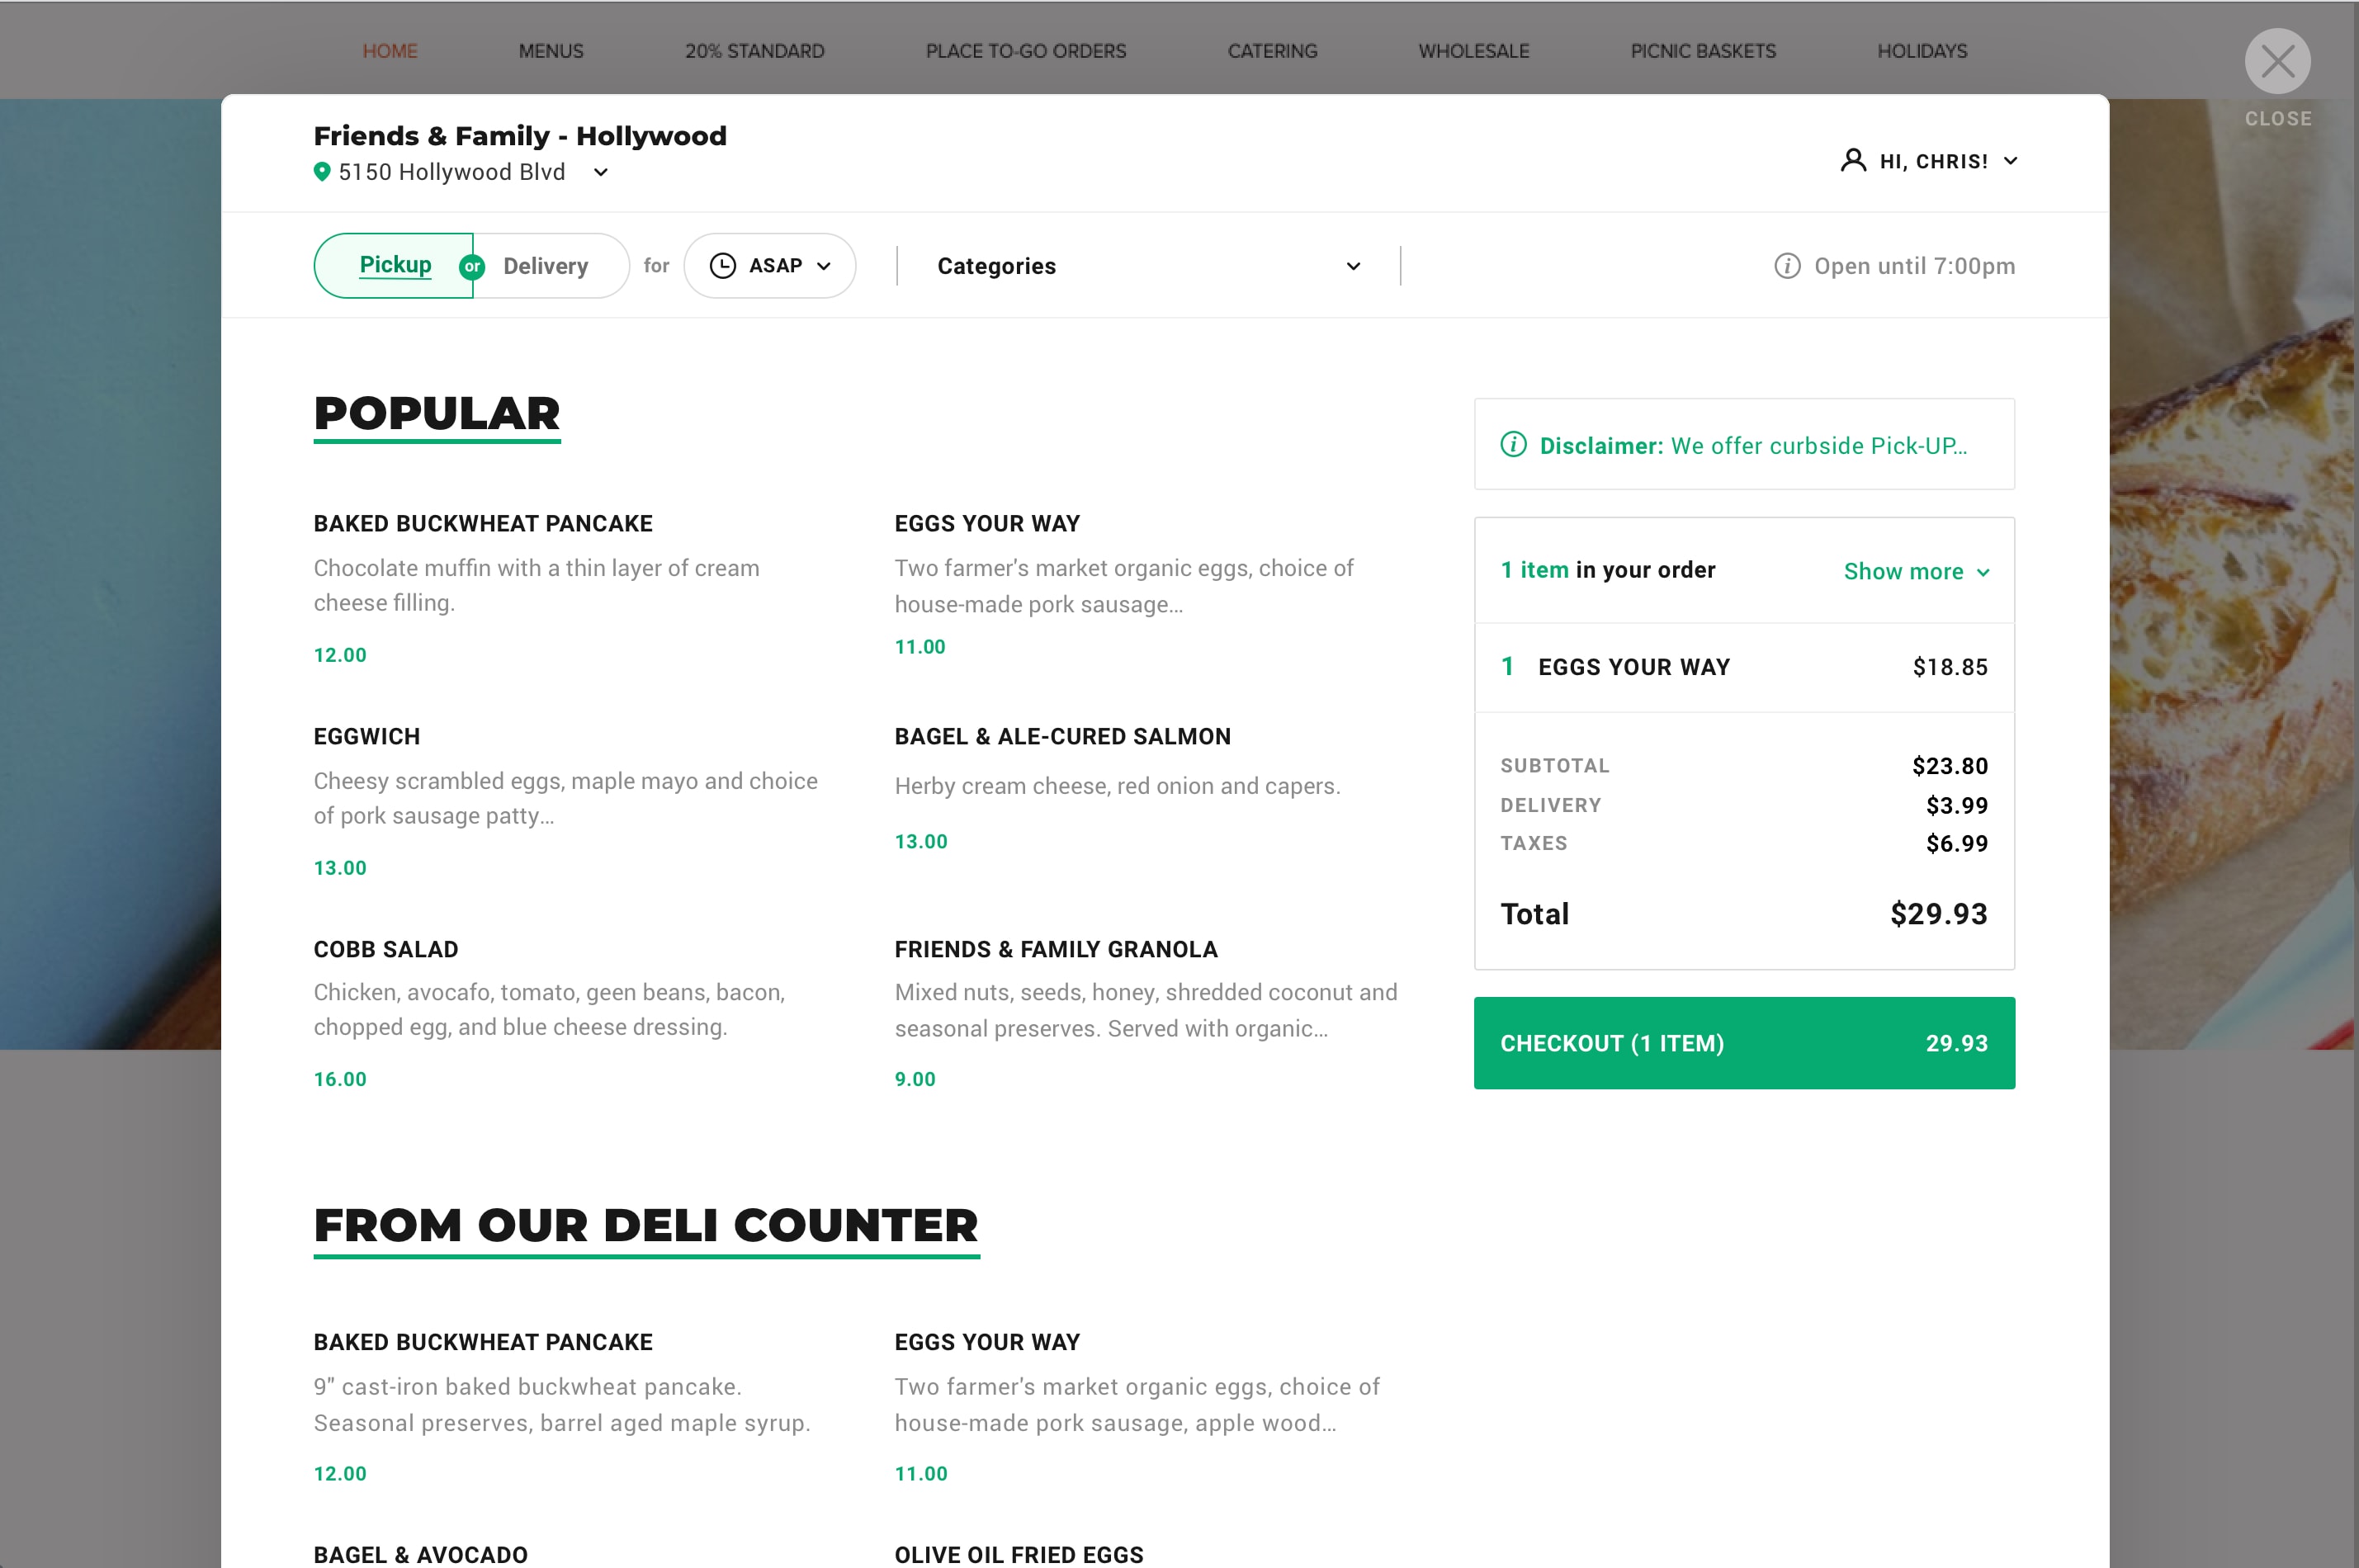 HOME MENUS 20% STANDARD PLACE TO-GO ORDERS CATERING WHOLESALE PICNIC BASKETS HOLIDAYS
CLOSE
Friends & Family - Hollywood
5150 Hollywood Blvd
HI, CHRIS!
Pickup or Delivery for ASAP Categories Open until 7:00pm
POPULAR
BAKED BUCKWHEAT PANCAKE
Chocolate muffin with a thin layer of cream
cheese filling.
12.00
EGGS YOUR WAY
Two farmer's market organic eggs, choice of
house-made pork sausage...
11.00
EGGWICH
Cheesy scrambled eggs, maple mayo and choice
of pork sausage patty...
13.00
BAGEL & ALE-CURED SALMON
Herby cream cheese, red onion and capers.
13.00
COBB SALAD
Chicken, avocafo, tomato, geen beans, bacon,
chopped egg, and blue cheese dressing.
16.00
FRIENDS & FAMILY GRANOLA
Mixed nuts, seeds, honey, shredded coconut and
seasonal preserves. Served with organic...
9.00
Disclaimer: We offer curbside Pick-UP...
1 item in your order Show more
1 EGGS YOUR WAY $18.85
SUBTOTAL $23.80
DELIVERY $3.99
TAXES $6.99
Total $29.93
CHECKOUT (1 ITEM) 29.93
FROM OUR DELI COUNTER
BAKED BUCKWHEAT PANCAKE
9" cast-iron baked buckwheat pancake.
Seasonal preserves, barrel aged maple syrup.
12.00
EGGS YOUR WAY
Two farmer's market organic eggs, choice of
house-made pork sausage, apple wood...
11.00
BAGEL & AVOCADO
OLIVE OIL FRIED EGGS